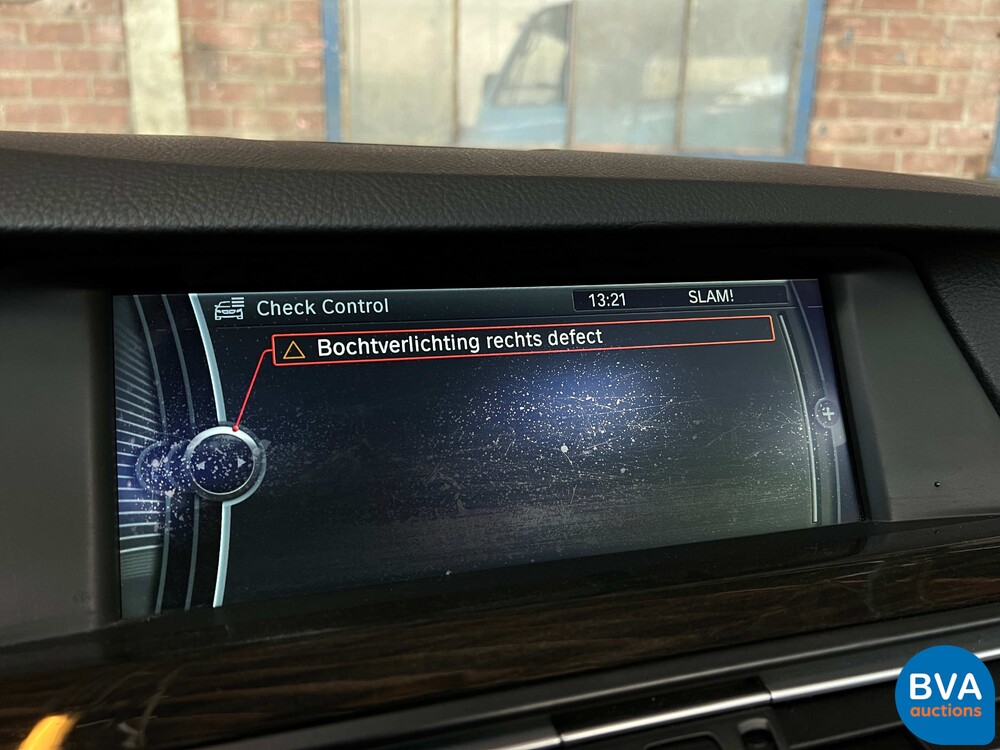 Check Control
13:21
SLAM!
Bochtverlichting rechts defect
BVA
auctions